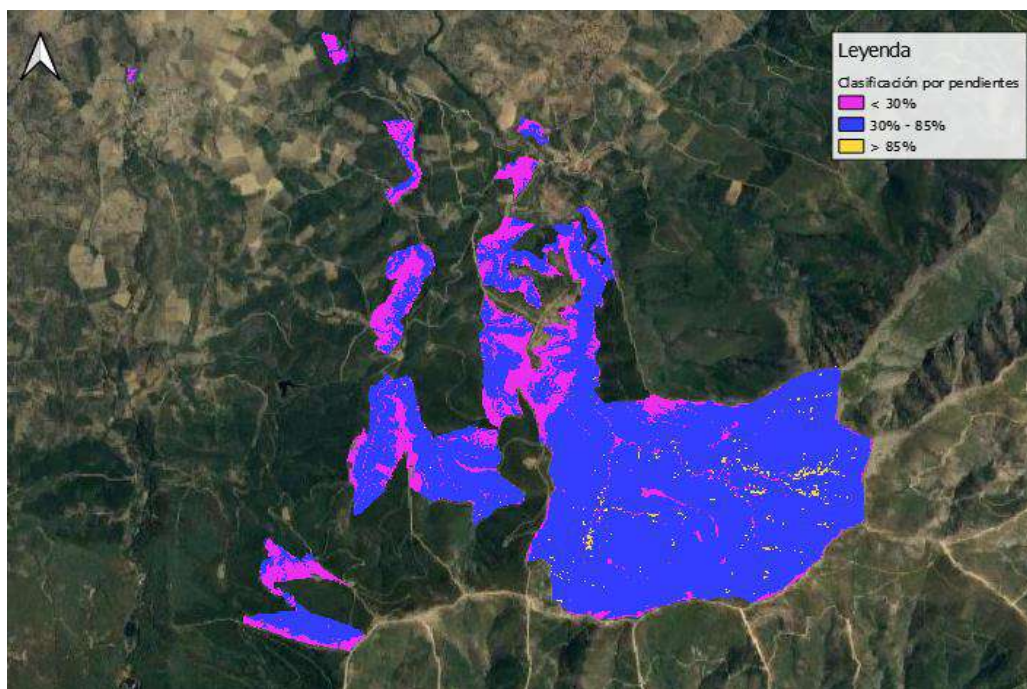 Leyenda
Clasificación por pendientes
< 30%
30% - 85%
> 85%